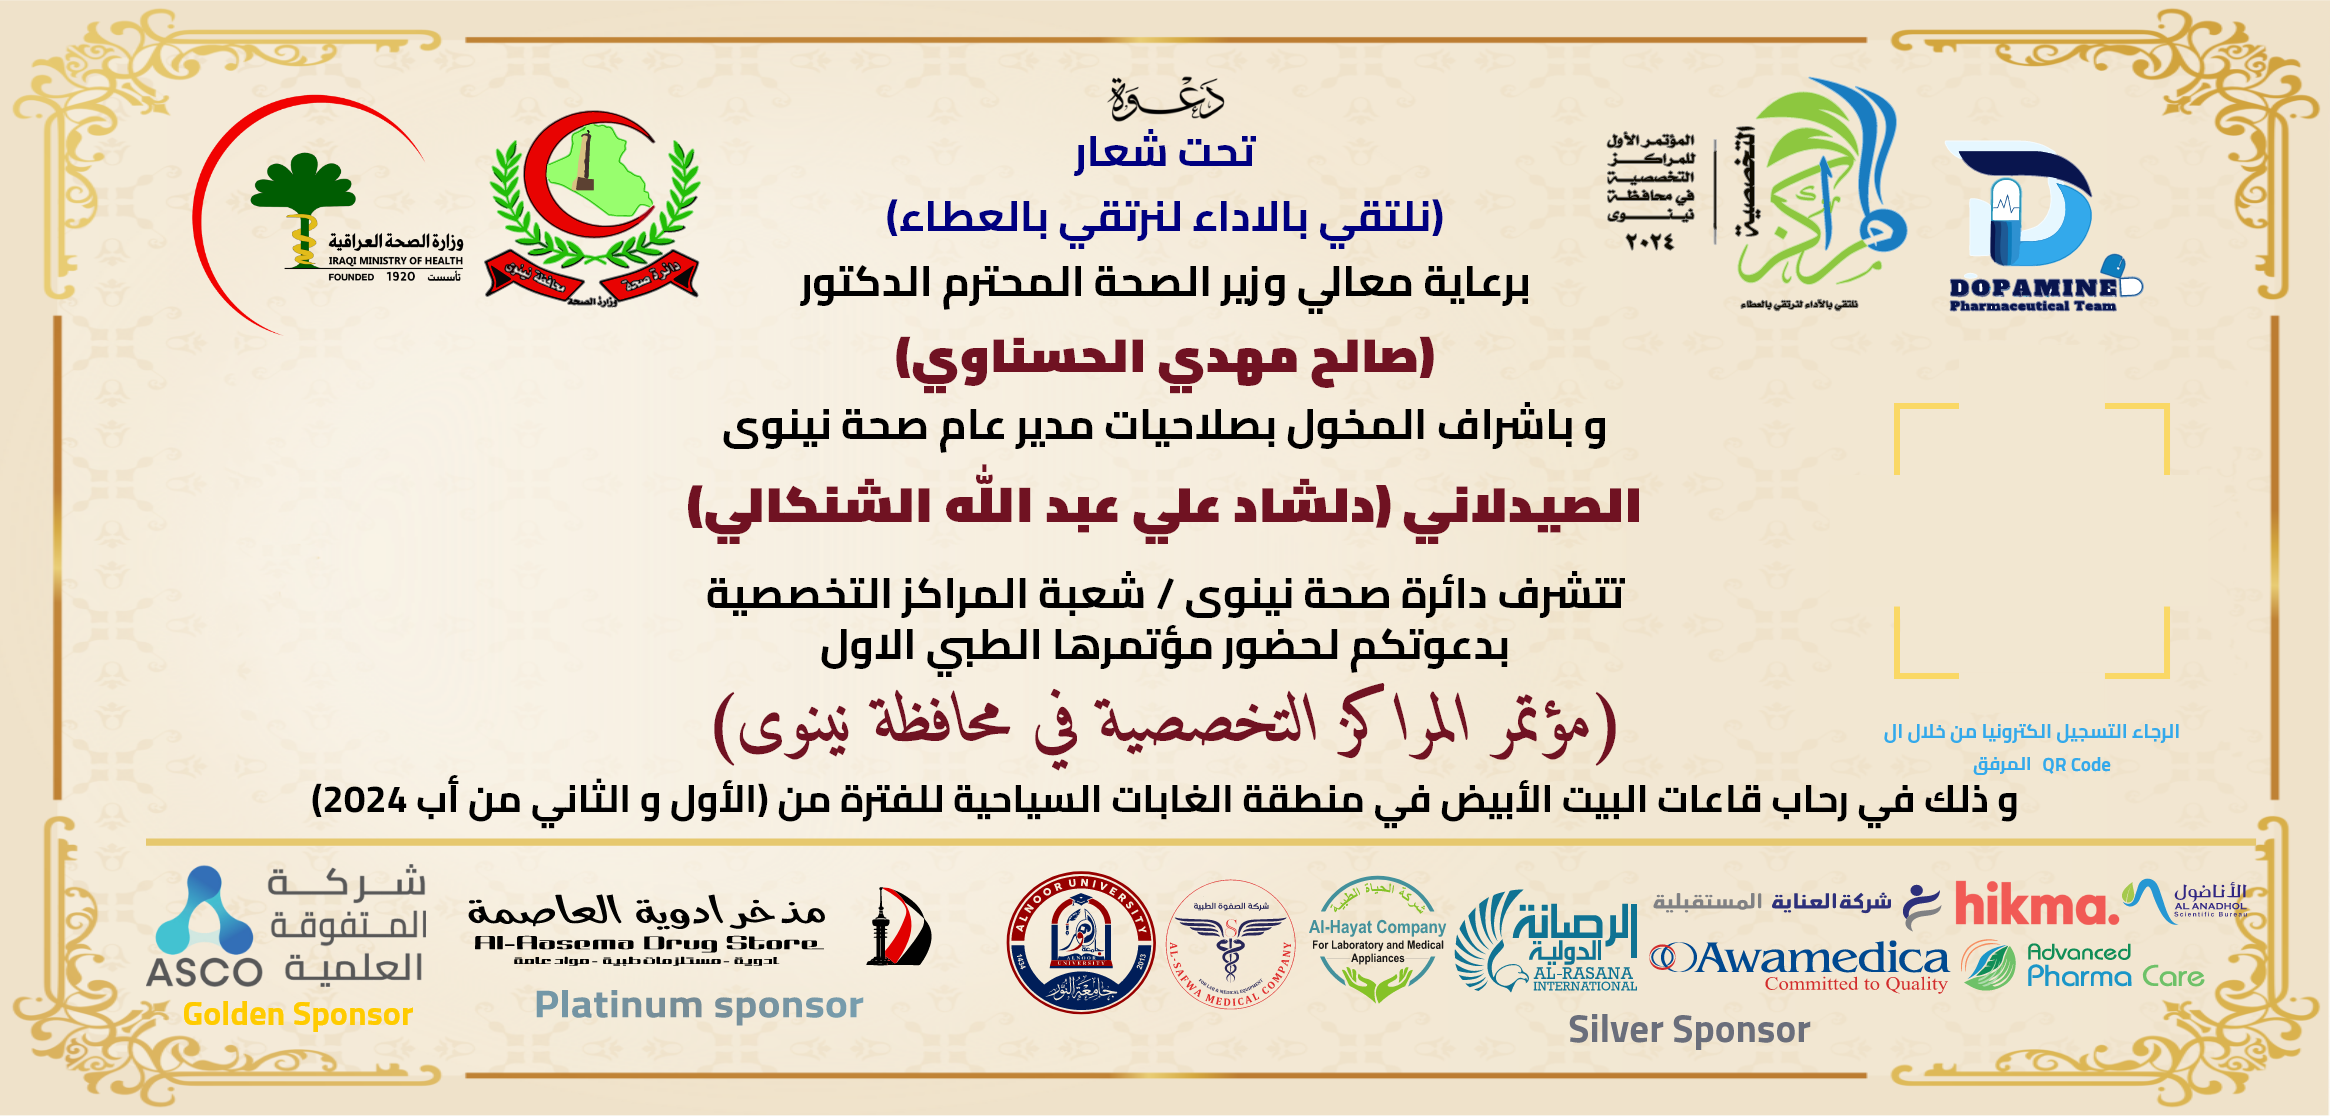 دعوة
تحت شعار
(نلتقي بالاداء لنرتقي بالعطاء)
برعاية معالي وزير الصحة المحترم الدكتور
(صالح مهدي الحسناوي)
و باشراف المخول بصلاحيات مدير عام صحة نينوى
الصيدلاني (دلشاد علي عبد الله الشنكالي)
تتشرف دائرة صحة نينوى / شعبة المراكز التخصصية
بدعوتكم لحضور مؤتمرها الطبي الاول
(مؤتمر المراكز التخصصية في محافظة نينوى)
و ذلك في رحاب قاعات البيت الأبيض في منطقة الغابات السياحية للفترة من (الأول و الثاني من أب 2024)
DOPAMINE
Pharmaceutical Team
مراكز
التخصصية
نلتقي بالأداء لنرتقي بالعطاء
المؤتمر الأول
للمراكز
التخصصية
في محافظة
نينوى
٢٠٢٤
دائرة صحة
محافظة نينوى
وزارة الصحة
وزارة الصحة العراقية
IRAQI MINISTRY OF HEALTH
FOUNDED 1920 تأسست
الرجاء التسجيل الكترونيا من خلال ال
QR Code المرفق
شركة
المتفوقة
العلمية
ASCO
Golden Sponsor
مذخر ادوية العاصمة
Al-Aasema Drug Store
ادوية - مستلزمات طبية - مواد عامة
Platinum sponsor
ALNOOR UNIVERSITY
جامعة
ALNOOR
UNIVERSITY
1434
2013
جامعة النور
شركة الصفوة الطبية
S
FOR LAB & MEDICAL EQUIPMENT
AL-SAFWA MEDICAL COMPANY
شركة الحياة الطبية
Al-Hayat Company
For Laboratory and Medical
Appliances
الرصانة
الدولية
AL-RASANA
INTERNATIONAL
شركة العناية المستقبلية
hikma.
الأناضول
AL ANADHOL
Scientific Bureau
Awamedica
Committed to Quality
Advanced
Pharma Care
Silver Sponsor